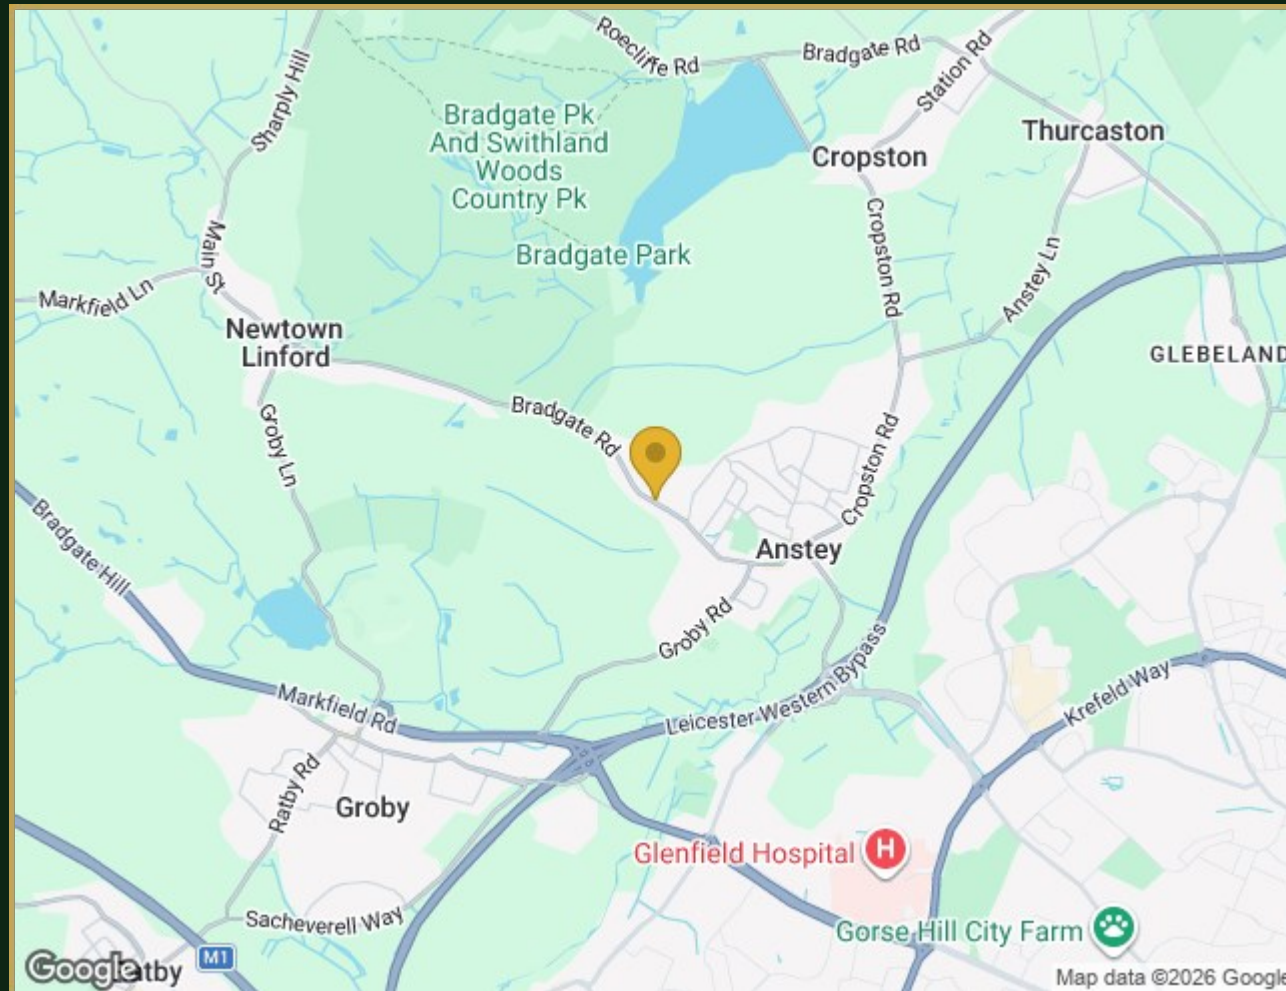 Roecliffe Rd
Bradgate Rd
Station Rd
Sharply Hill
Bradgate Pk
And Swithland
Woods
Country Pk
Thurcaston
Cropston
Bradgate Park
Main St
Cropston Rd
Anstey Ln
Markfield Ln
Newtown
Linford
GLEBELAND
Bradgate Rd
Groby Ln
Cropston Rd
Bradgate Hill
Anstey
Groby Rd
Markfield Rd
Leicester Western Bypass
Krefeld Way
Ratby Rd
Groby
Glenfield Hospital
H
Sacheverell Way
Gorse Hill City Farm
M1
Google
Map data ©2026 Google